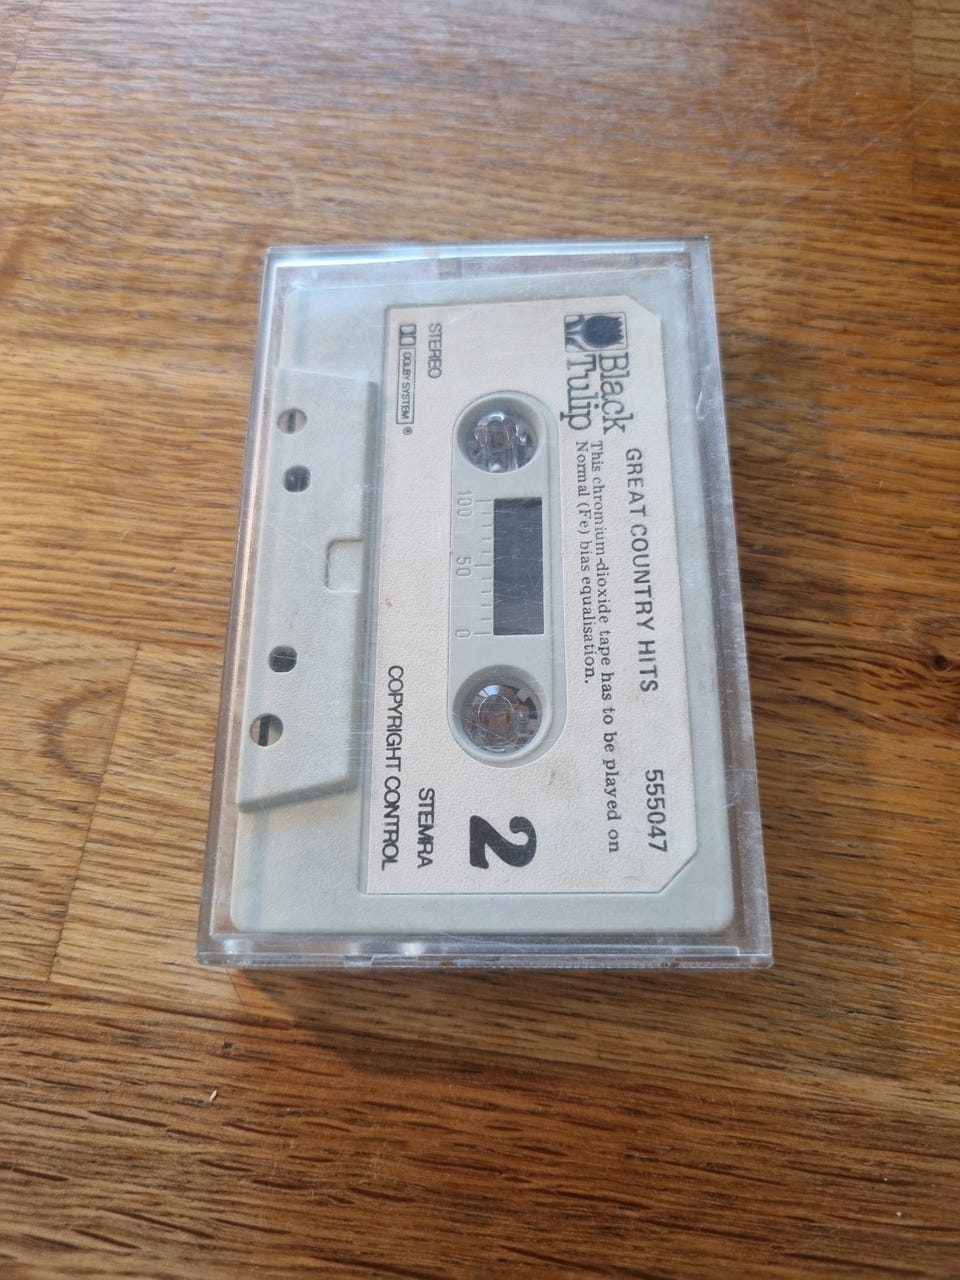 Black
Tulip
GREAT COUNTRY HITS 555047
This chromium-dioxide tape has to be played on
Normal (Fe) bias equalisation.
100 50 0
2
STEREO
DOLBY SYSTEM ®
STEMRA
COPYRIGHT CONTROL